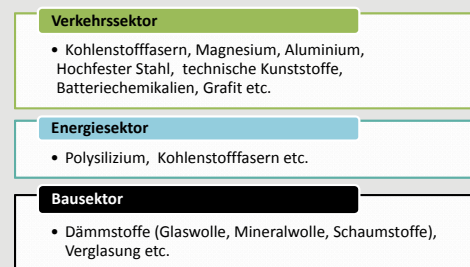 Verkehrssektor
• Kohlenstofffasern, Magnesium, Aluminium,
Hochfester Stahl, technische Kunststoffe,
Batteriechemikalien, Grafit etc.
Energiesektor
• Polysilizium, Kohlenstofffasern etc.
Bausektor
• Dämmstoffe (Glaswolle, Mineralwolle, Schaumstoffe),
Verglasung etc.